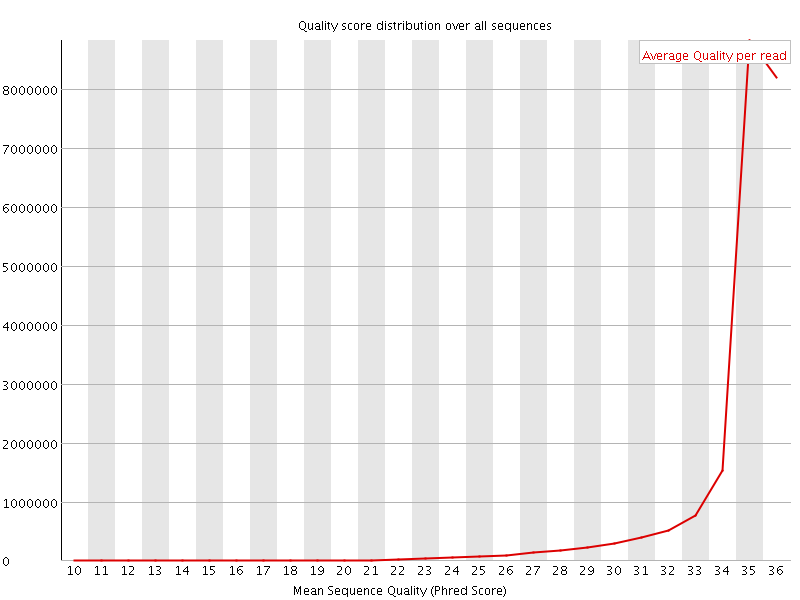 Quality score distribution over all sequences
Average Quality per read
8000000
7000000
6000000
5000000
4000000
3000000
2000000
1000000
0
10 11 12 13 14 15 16 17 18 19 20 21 22 23 24 25 26 27 28 29 30 31 32 33 34 35 36
Mean Sequence Quality (Phred Score)